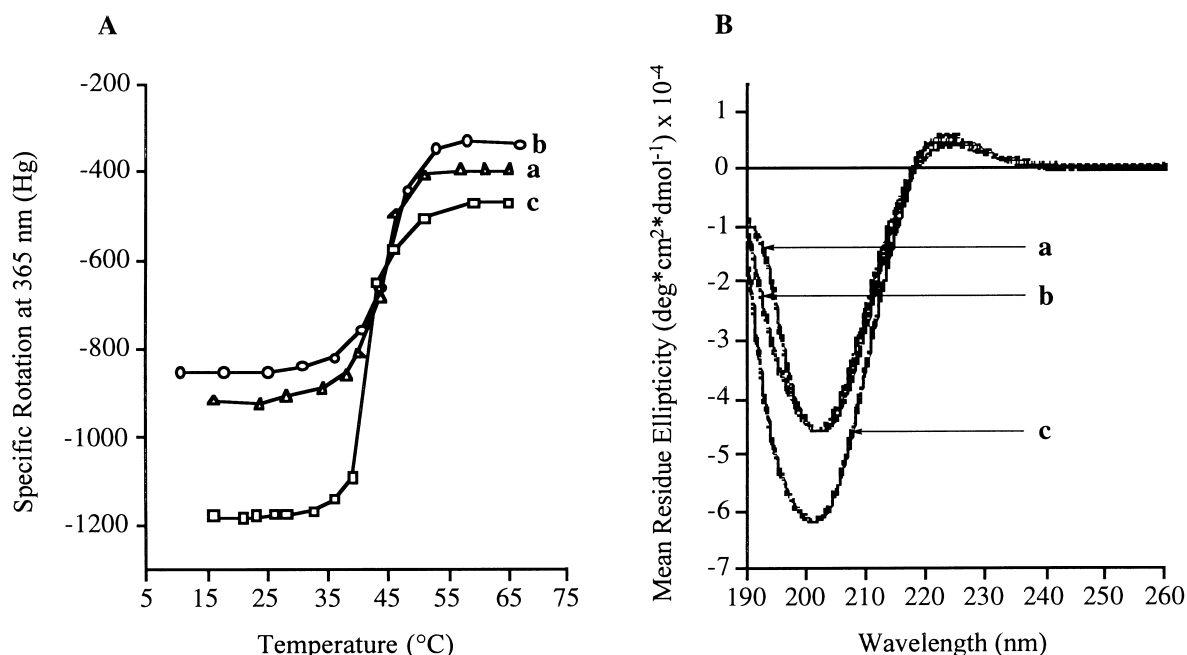 A
Specific Rotation at 365 nm (Hg)
-200
-400
-600
-800
-1000
-1200
b
a
c
5 15 25 35 45 55 65 75
Temperature (°C)
B
Mean Residue Ellipticity (deg*cm²*dmol⁻¹) x 10⁻⁴
1
0
-1
-2
-3
-4
-5
-6
-7
a
b
c
190 200 210 220 230 240 250 260
Wavelength (nm)